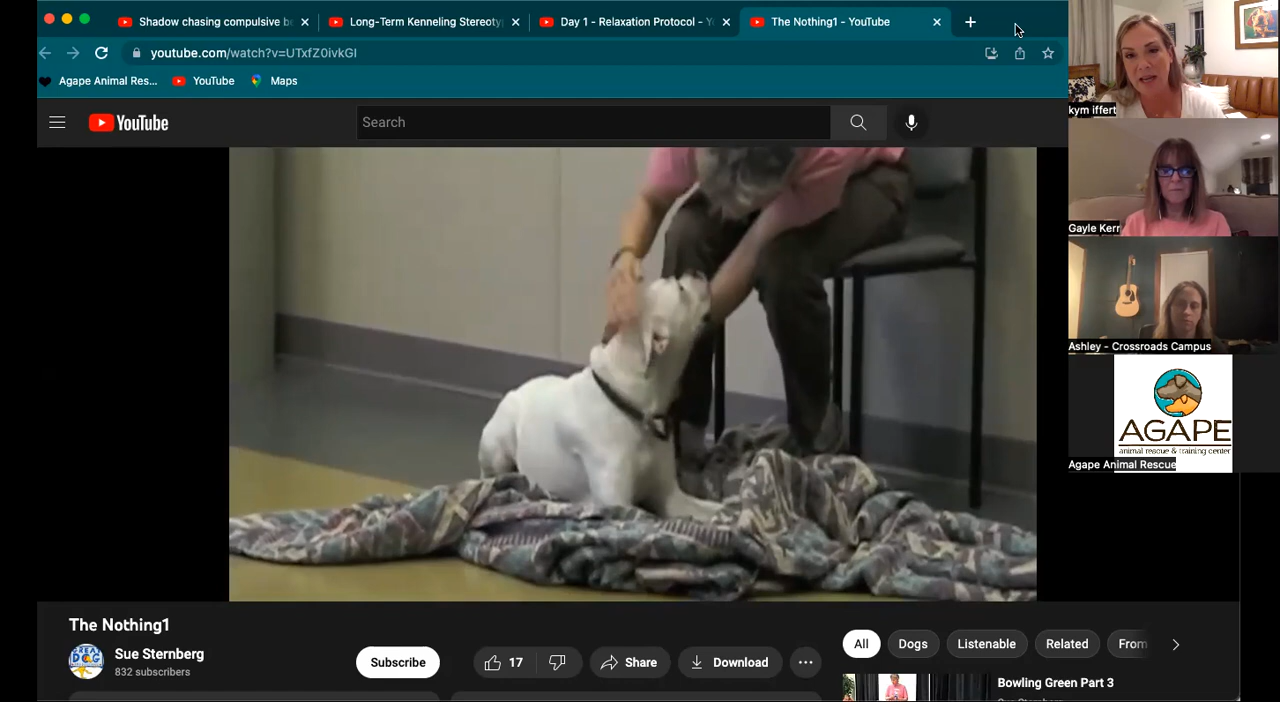 Shadow chasing compulsive b
Long-Term Kenneling Stereoty
Day 1 - Relaxation Protocol - Y
The Nothing1 - YouTube
youtube.com/watch?v=UTxfZ0ivkGI
Agape Animal Res...
YouTube
Maps
YouTube
Search
kym iffert
Gayle Kerr
Ashley - Crossroads Campus
AGAPE
animal rescue & training center
Agape Animal Rescue
The Nothing1
Sue Sternberg
832 subscribers
Subscribe
17
Share
Download
All
Dogs
Listenable
Related
From
Bowling Green Part 3